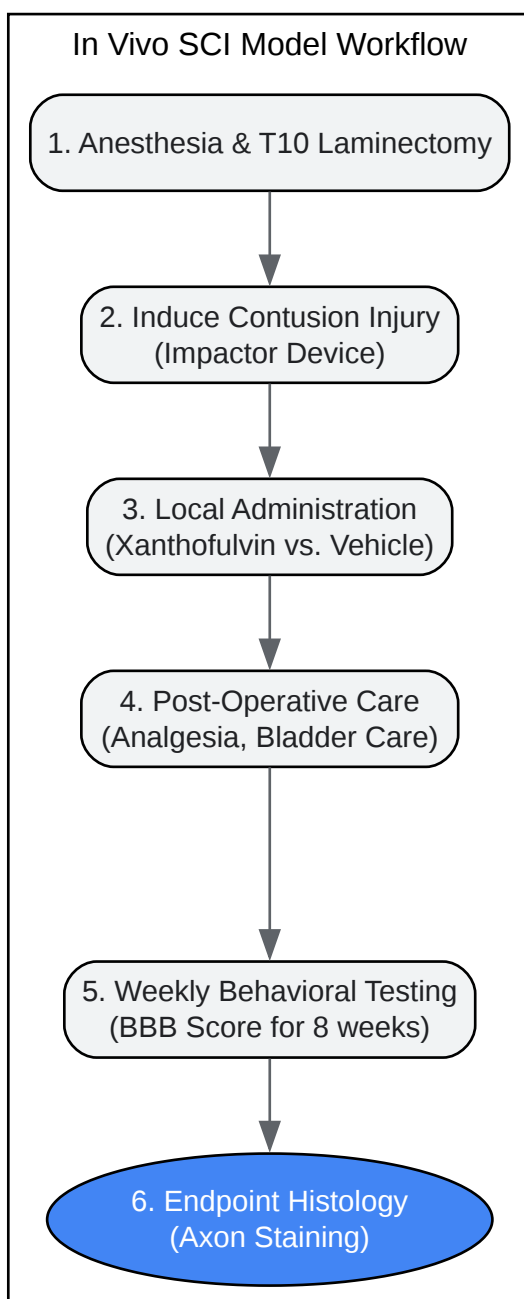 In Vivo SCI Model Workflow
1. Anesthesia & T10 Laminectomy
2. Induce Contusion Injury
(Impactor Device)
3. Local Administration
(Xanthofulvin vs. Vehicle)
4. Post-Operative Care
(Analgesia, Bladder Care)
5. Weekly Behavioral Testing
(BBB Score for 8 weeks)
6. Endpoint Histology
(Axon Staining)